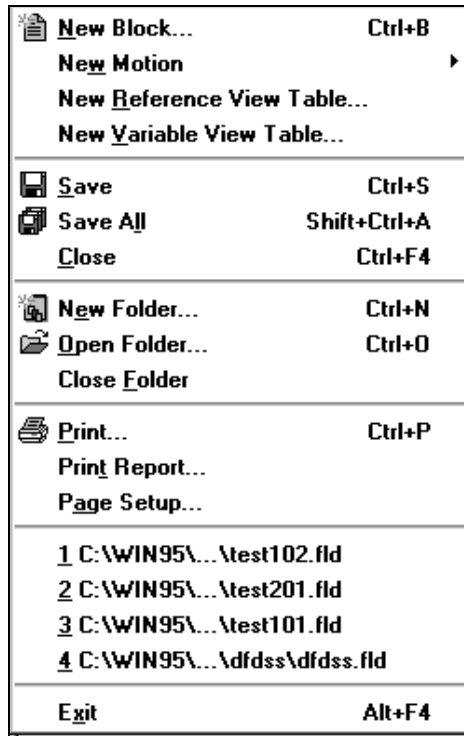 New Block... Ctrl+B
New Motion
New Reference View Table...
New Variable View Table...
Save Ctrl+S
Save All Shift+Ctrl+A
Close Ctrl+F4
New Folder... Ctrl+N
Open Folder... Ctrl+O
Close Folder
Print... Ctrl+P
Print Report...
Page Setup...
1 C:\WIN95\...\test102.fld
2 C:\WIN95\...\test201.fld
3 C:\WIN95\...\test101.fld
4 C:\WIN95\...\dfdss\dfdss.fld
Exit Alt+F4